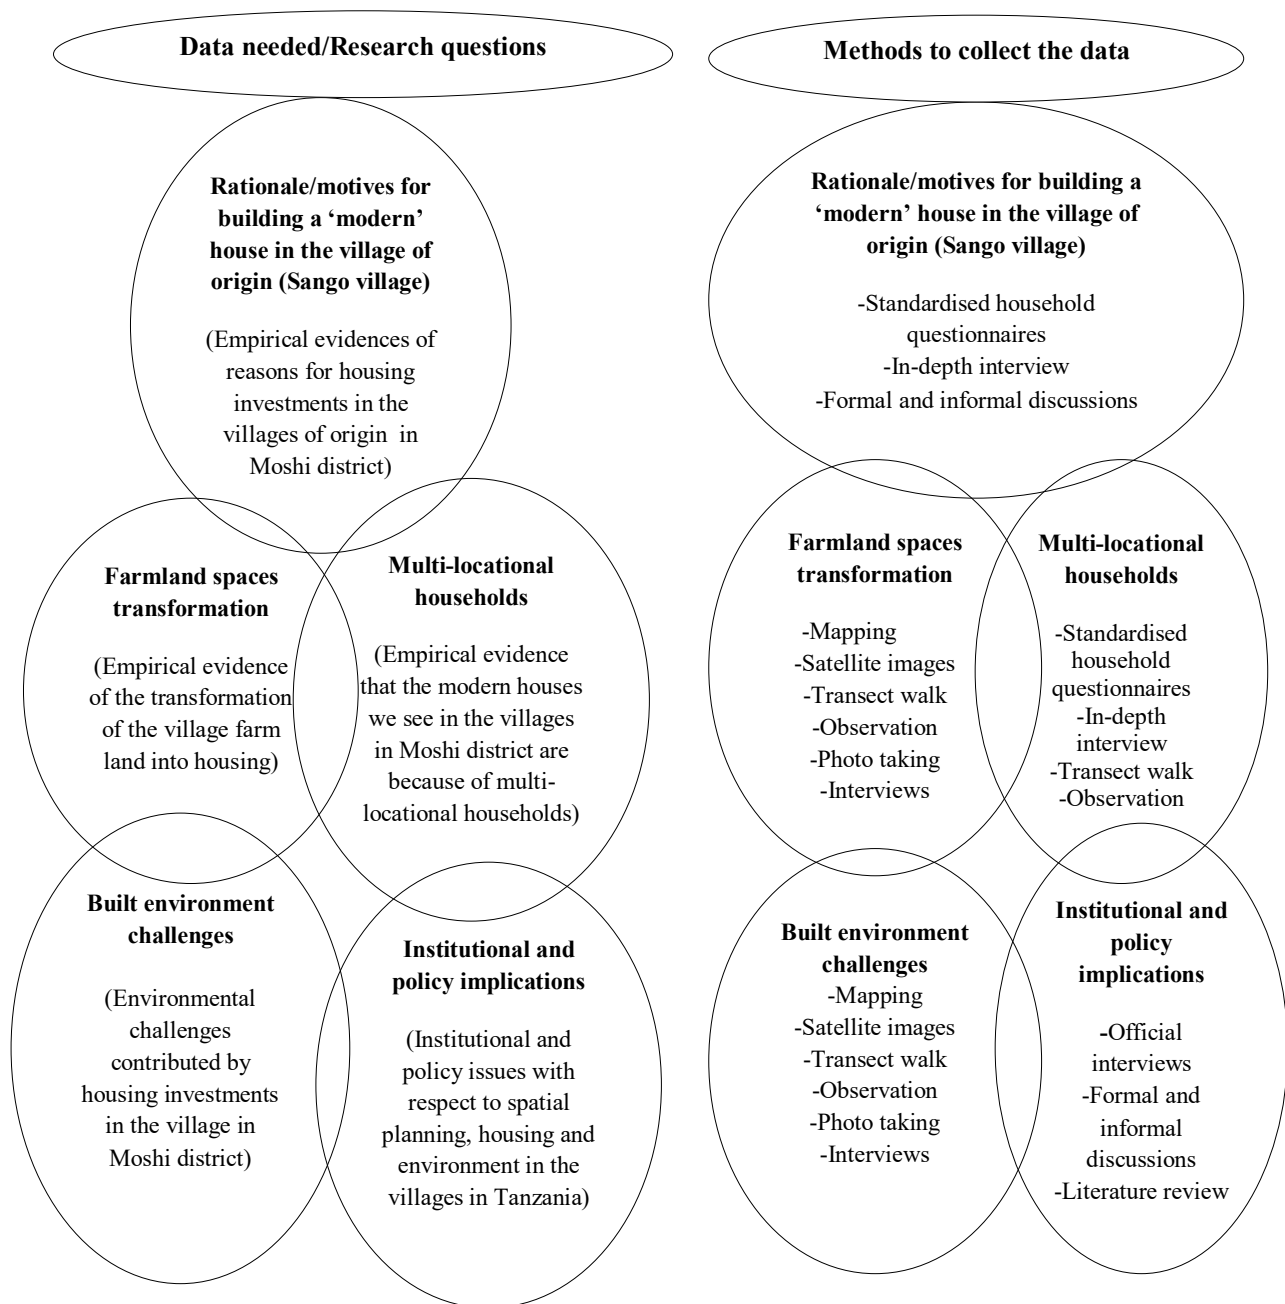 Data needed/Research questions
Rationale/motives for
building a ‘modern’
house in the village of
origin (Sango village)
(Empirical evidences of
reasons for housing
investments in the
villages of origin in
Moshi district)
Farmland spaces
transformation
(Empirical evidence
of the transformation
of the village farm
land into housing)
Multi-locational
households
(Empirical evidence
that the modern houses
we see in the villages
in Moshi district are
because of multi-
locational households)
Built environment
challenges
(Environmental
challenges
contributed by
housing investments
in the village in
Moshi district)
Institutional and
policy implications
(Institutional and
policy issues with
respect to spatial
planning, housing and
environment in the
villages in Tanzania)
Methods to collect the data
Rationale/motives for building a
‘modern’ house in the village of
origin (Sango village)
-Standardised household
questionnaires
-In-depth interview
-Formal and informal discussions
Farmland spaces
transformation
-Mapping
-Satellite images
-Transect walk
-Observation
-Photo taking
-Interviews
Multi-locational
households
-Standardised
household
questionnaires
-In-depth
interview
-Transect walk
-Observation
Built environment
challenges
-Mapping
-Satellite images
-Transect walk
-Observation
-Photo taking
-Interviews
Institutional and
policy
implications
-Official
interviews
-Formal and
informal
discussions
-Literature review